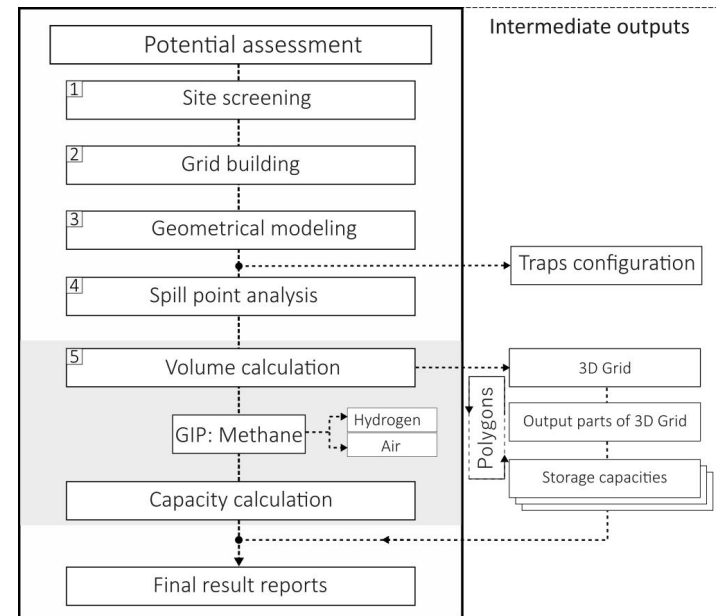 Potential assessment
Intermediate outputs
1
Site screening
2
Grid building
3
Geometrical modeling
Traps configuration
4
Spill point analysis
5
Volume calculation
3D Grid
Polygons
Hydrogen
GIP: Methane
Air
Output parts of 3D Grid
Storage capacities
Capacity calculation
Final result reports